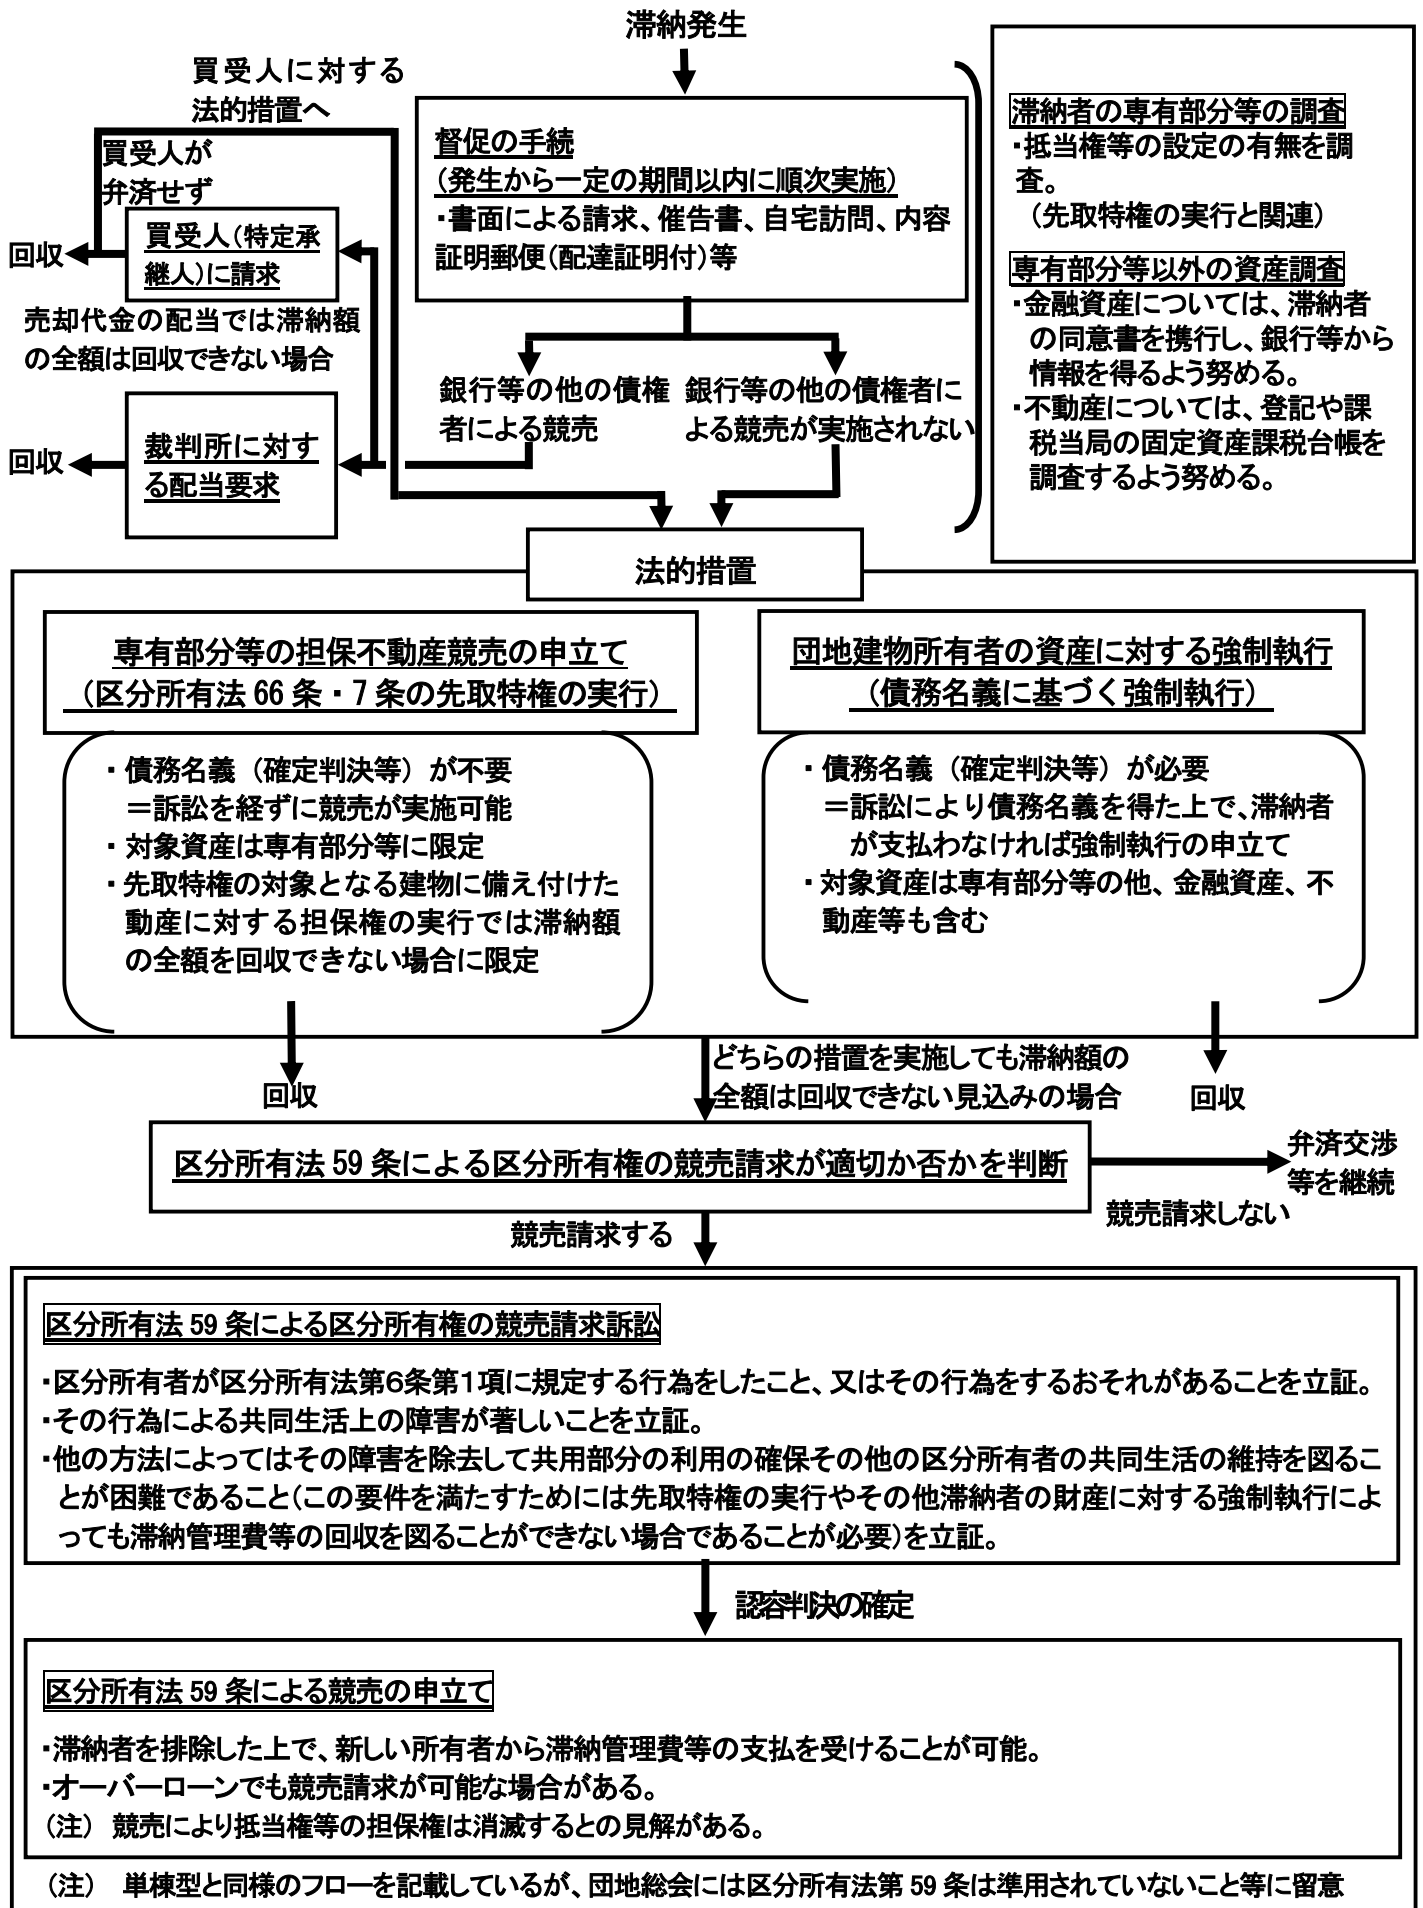 滞納発生
買受人に対する
法的措置へ
買受人が
弁済せず
回収
買受人（特定承
継人）に請求
売却代金の配当では滞納額
の全額は回収できない場合
回収
裁判所に対す
る配当要求
督促の手続
（発生から一定の期間以内に順次実施）
・書面による請求、催告書、自宅訪問、内容
証明郵便（配達証明付）等
銀行等の他の債権
者による競売
銀行等の他の債権者に
よる競売が実施されない
滞納者の専有部分等の調査
・抵当権等の設定の有無を調
査。
（先取特権の実行と関連）
専有部分等以外の資産調査
・金融資産については、滞納者
の同意書を携行し、銀行等から
情報を得るよう努める。
・不動産については、登記や課
税当局の固定資産課税台帳を
調査するよう努める。
法的措置
専有部分等の担保不動産競売の申立て
（区分所有法 66 条・7 条の先取特権の実行）
・債務名義（確定判決等）が不要
＝訴訟を経ずに競売が実施可能
・対象資産は専有部分等に限定
・先取特権の対象となる建物に備え付けた
動産に対する担保権の実行では滞納額
の全額を回収できない場合に限定
団地建物所有者の資産に対する強制執行
（債務名義に基づく強制執行）
・債務名義（確定判決等）が必要
＝訴訟により債務名義を得た上で、滞納者
が支払わなければ強制執行の申立て
・対象資産は専有部分等の他、金融資産、不
動産等も含む
回収
どちらの措置を実施しても滞納額の
全額は回収できない見込みの場合
回収
区分所有法 59 条による区分所有権の競売請求が適切か否かを判断
弁済交渉
等を継続
競売請求しない
競売請求する
区分所有法 59 条による区分所有権の競売請求訴訟
・区分所有者が区分所有法第６条第１項に規定する行為をしたこと、又はその行為をするおそれがあることを立証。
・その行為による共同生活上の障害が著しいことを立証。
・他の方法によってはその障害を除去して共用部分の利用の確保その他の区分所有者の共同生活の維持を図るこ
とが困難であること（この要件を満たすためには先取特権の実行やその他滞納者の財産に対する強制執行によ
っても滞納管理費等の回収を図ることができない場合であることが必要）を立証。
認容判決の確定
区分所有法 59 条による競売の申立て
・滞納者を排除した上で、新しい所有者から滞納管理費等の支払を受けることが可能。
・オーバーローンでも競売請求が可能な場合がある。
（注） 競売により抵当権等の担保権は消滅するとの見解がある。
（注） 単棟型と同様のフローを記載しているが、団地総会には区分所有法第 59 条は準用されていないこと等に留意